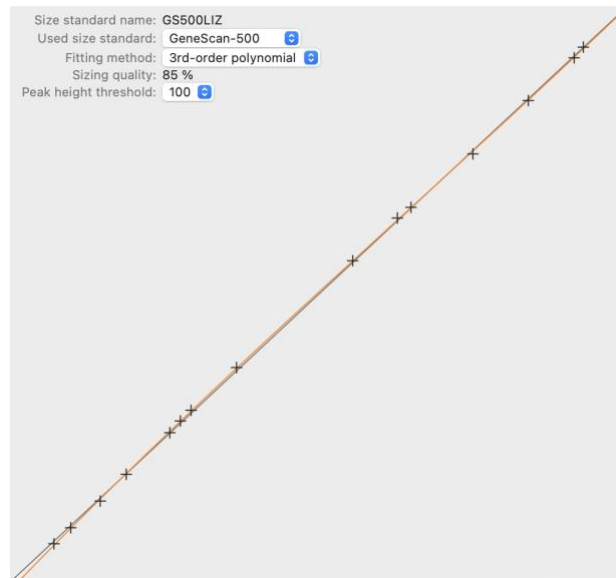 Size standard name: GS500LIZ
Used size standard: GeneScan-500
Fitting method: 3rd-order polynomial
Sizing quality: 85 %
Peak height threshold: 100